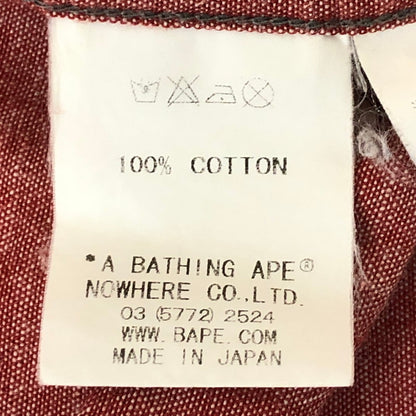 100% COTTON
*A BATHING APE®
NOWHERE CO., LTD.
03 (5772) 2524
WWW. BAPE. COM
MADE IN JAPAN